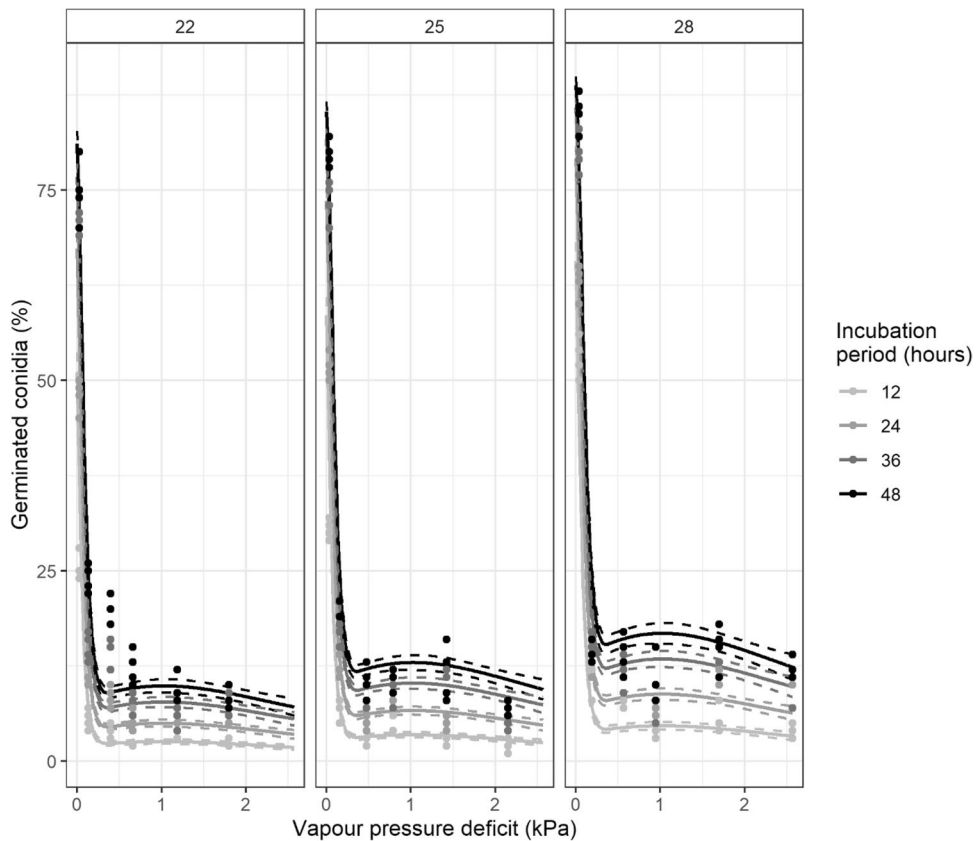 22 25 28
Germinated conidia (%)
75
50
25
0
0 1 2 0 1 2 0 1 2
Vapour pressure deficit (kPa)
Incubation
period (hours)
12
24
36
48